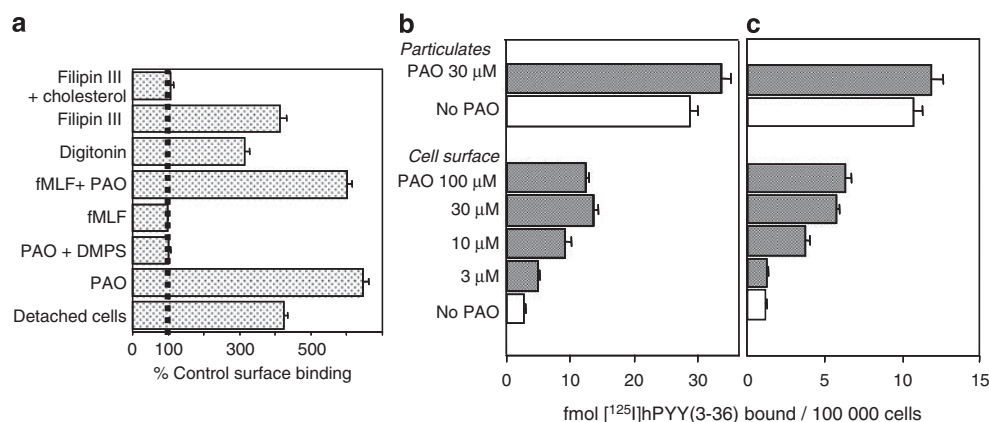 a
Filipin III
+ cholesterol
Filipin III
Digitonin
fMLF+ PAO
fMLF
PAO + DMPS
PAO
Detached cells
0 100 300 500
% Control surface binding
b
Particulates
PAO 30 μM
No PAO
Cell surface
PAO 100 μM
30 μM
10 μM
3 μM
No PAO
0 10 20 30
c
0 5 10 15
fmol [¹²⁵I]hPYY(3-36) bound / 100 000 cells